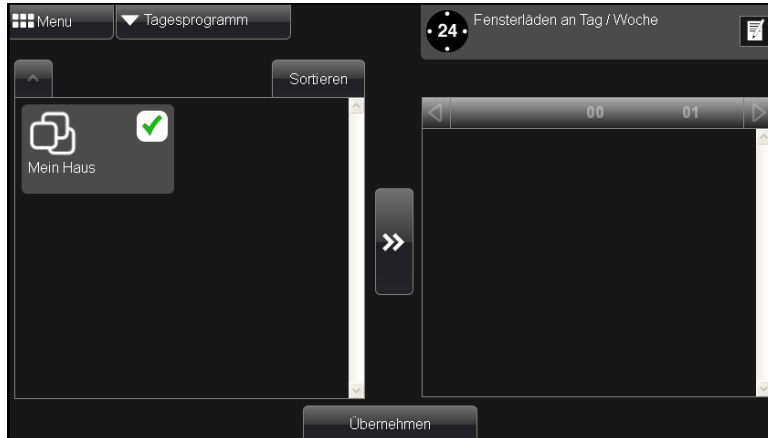 Menu
Tagesprogramm
24
Fensterläden an Tag / Woche
Sortieren
00 01
Mein Haus
Übernehmen